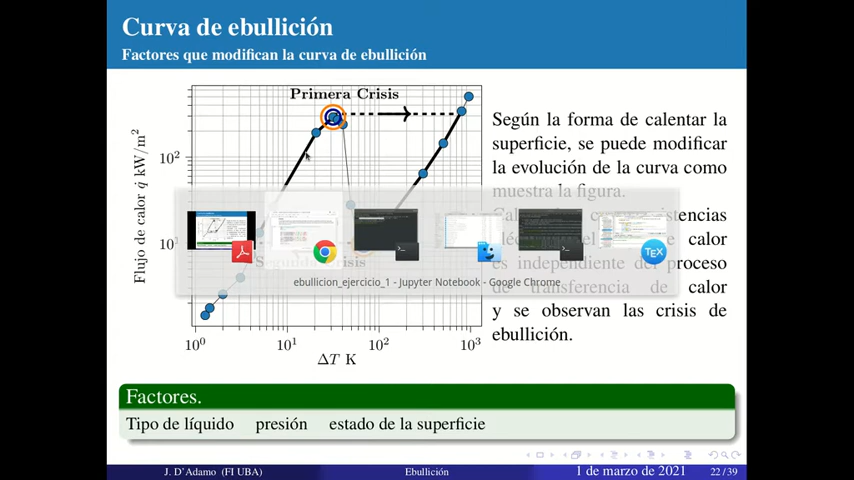 Curva de ebullición
Factores que modifican la curva de ebullición
Primera Crisis
Flujo de calor q̇ kW/m²
10²
10¹
10⁰
10¹
10²
10³
ΔT K
Según la forma de calentar la
superficie, se puede modificar
la evolución de la curva como
muestra la figura.
calor
es independiente del proceso
de transferencia de calor
y se observan las crisis de
ebullición.
ebullicion_ejercicio_1 - Jupyter Notebook - Google Chrome
TEX
Factores.
Tipo de líquido presión estado de la superficie
J. D'Adamo (FI UBA)
Ebullición
1 de marzo de 2021
22 / 39